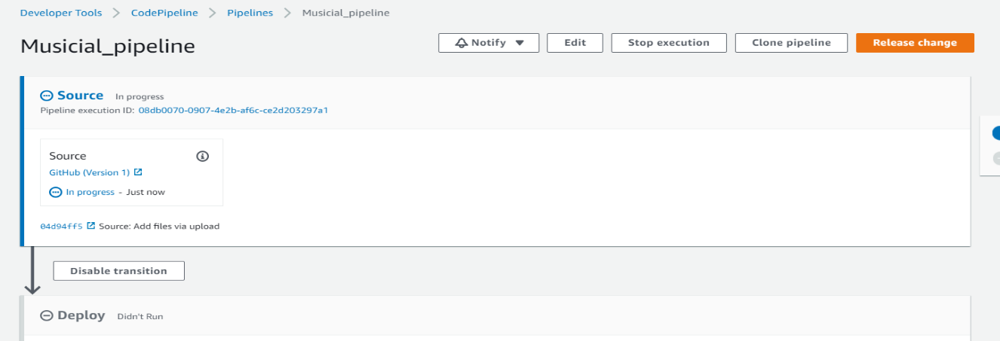 Developer Tools > CodePipeline > Pipelines > Musicial_pipeline
Musicial_pipeline
Notify ▼ Edit Stop execution Clone pipeline Release change
Source In progress
Pipeline execution ID: 08db0070-0907-4e2b-af6c-ce2d203297a1
Source
GitHub (Version 1)
In progress - Just now
04d94ff5 Source: Add files via upload
Disable transition
Deploy Didn't Run